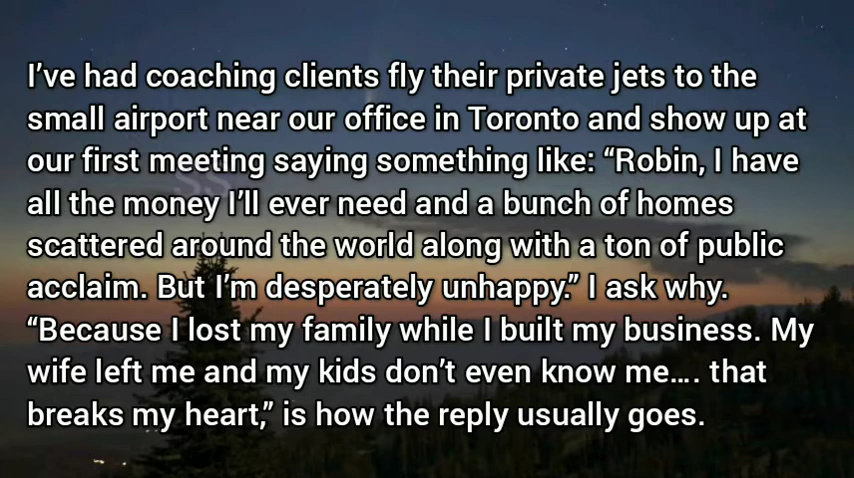 I’ve had coaching clients fly their private jets to the
small airport near our office in Toronto and show up at
our first meeting saying something like: “Robin, I have
all the money I’ll ever need and a bunch of homes
scattered around the world along with a ton of public
acclaim. But I’m desperately unhappy.” I ask why.
“Because I lost my family while I built my business. My
wife left me and my kids don’t even know me…. that
breaks my heart,” is how the reply usually goes.